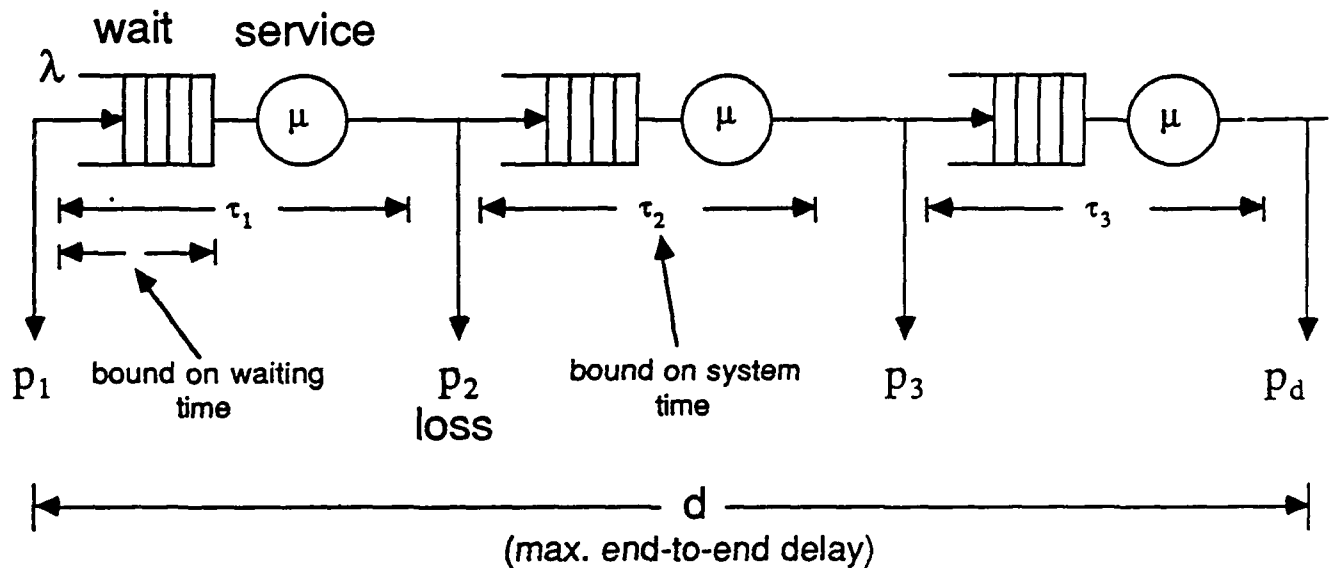 wait service
λ
μ μ μ
τ₁ τ₂ τ₃
p₁ bound on waiting time p₂ loss bound on system time p₃ p_d
d
(max. end-to-end delay)